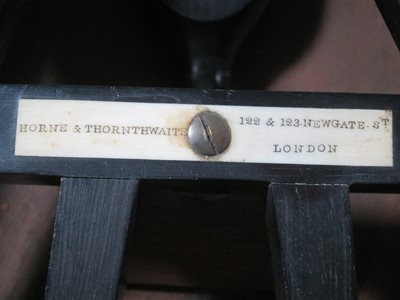 HORNE & THORNTHWAITE
122 & 123.NEWGATE.ST
LONDON